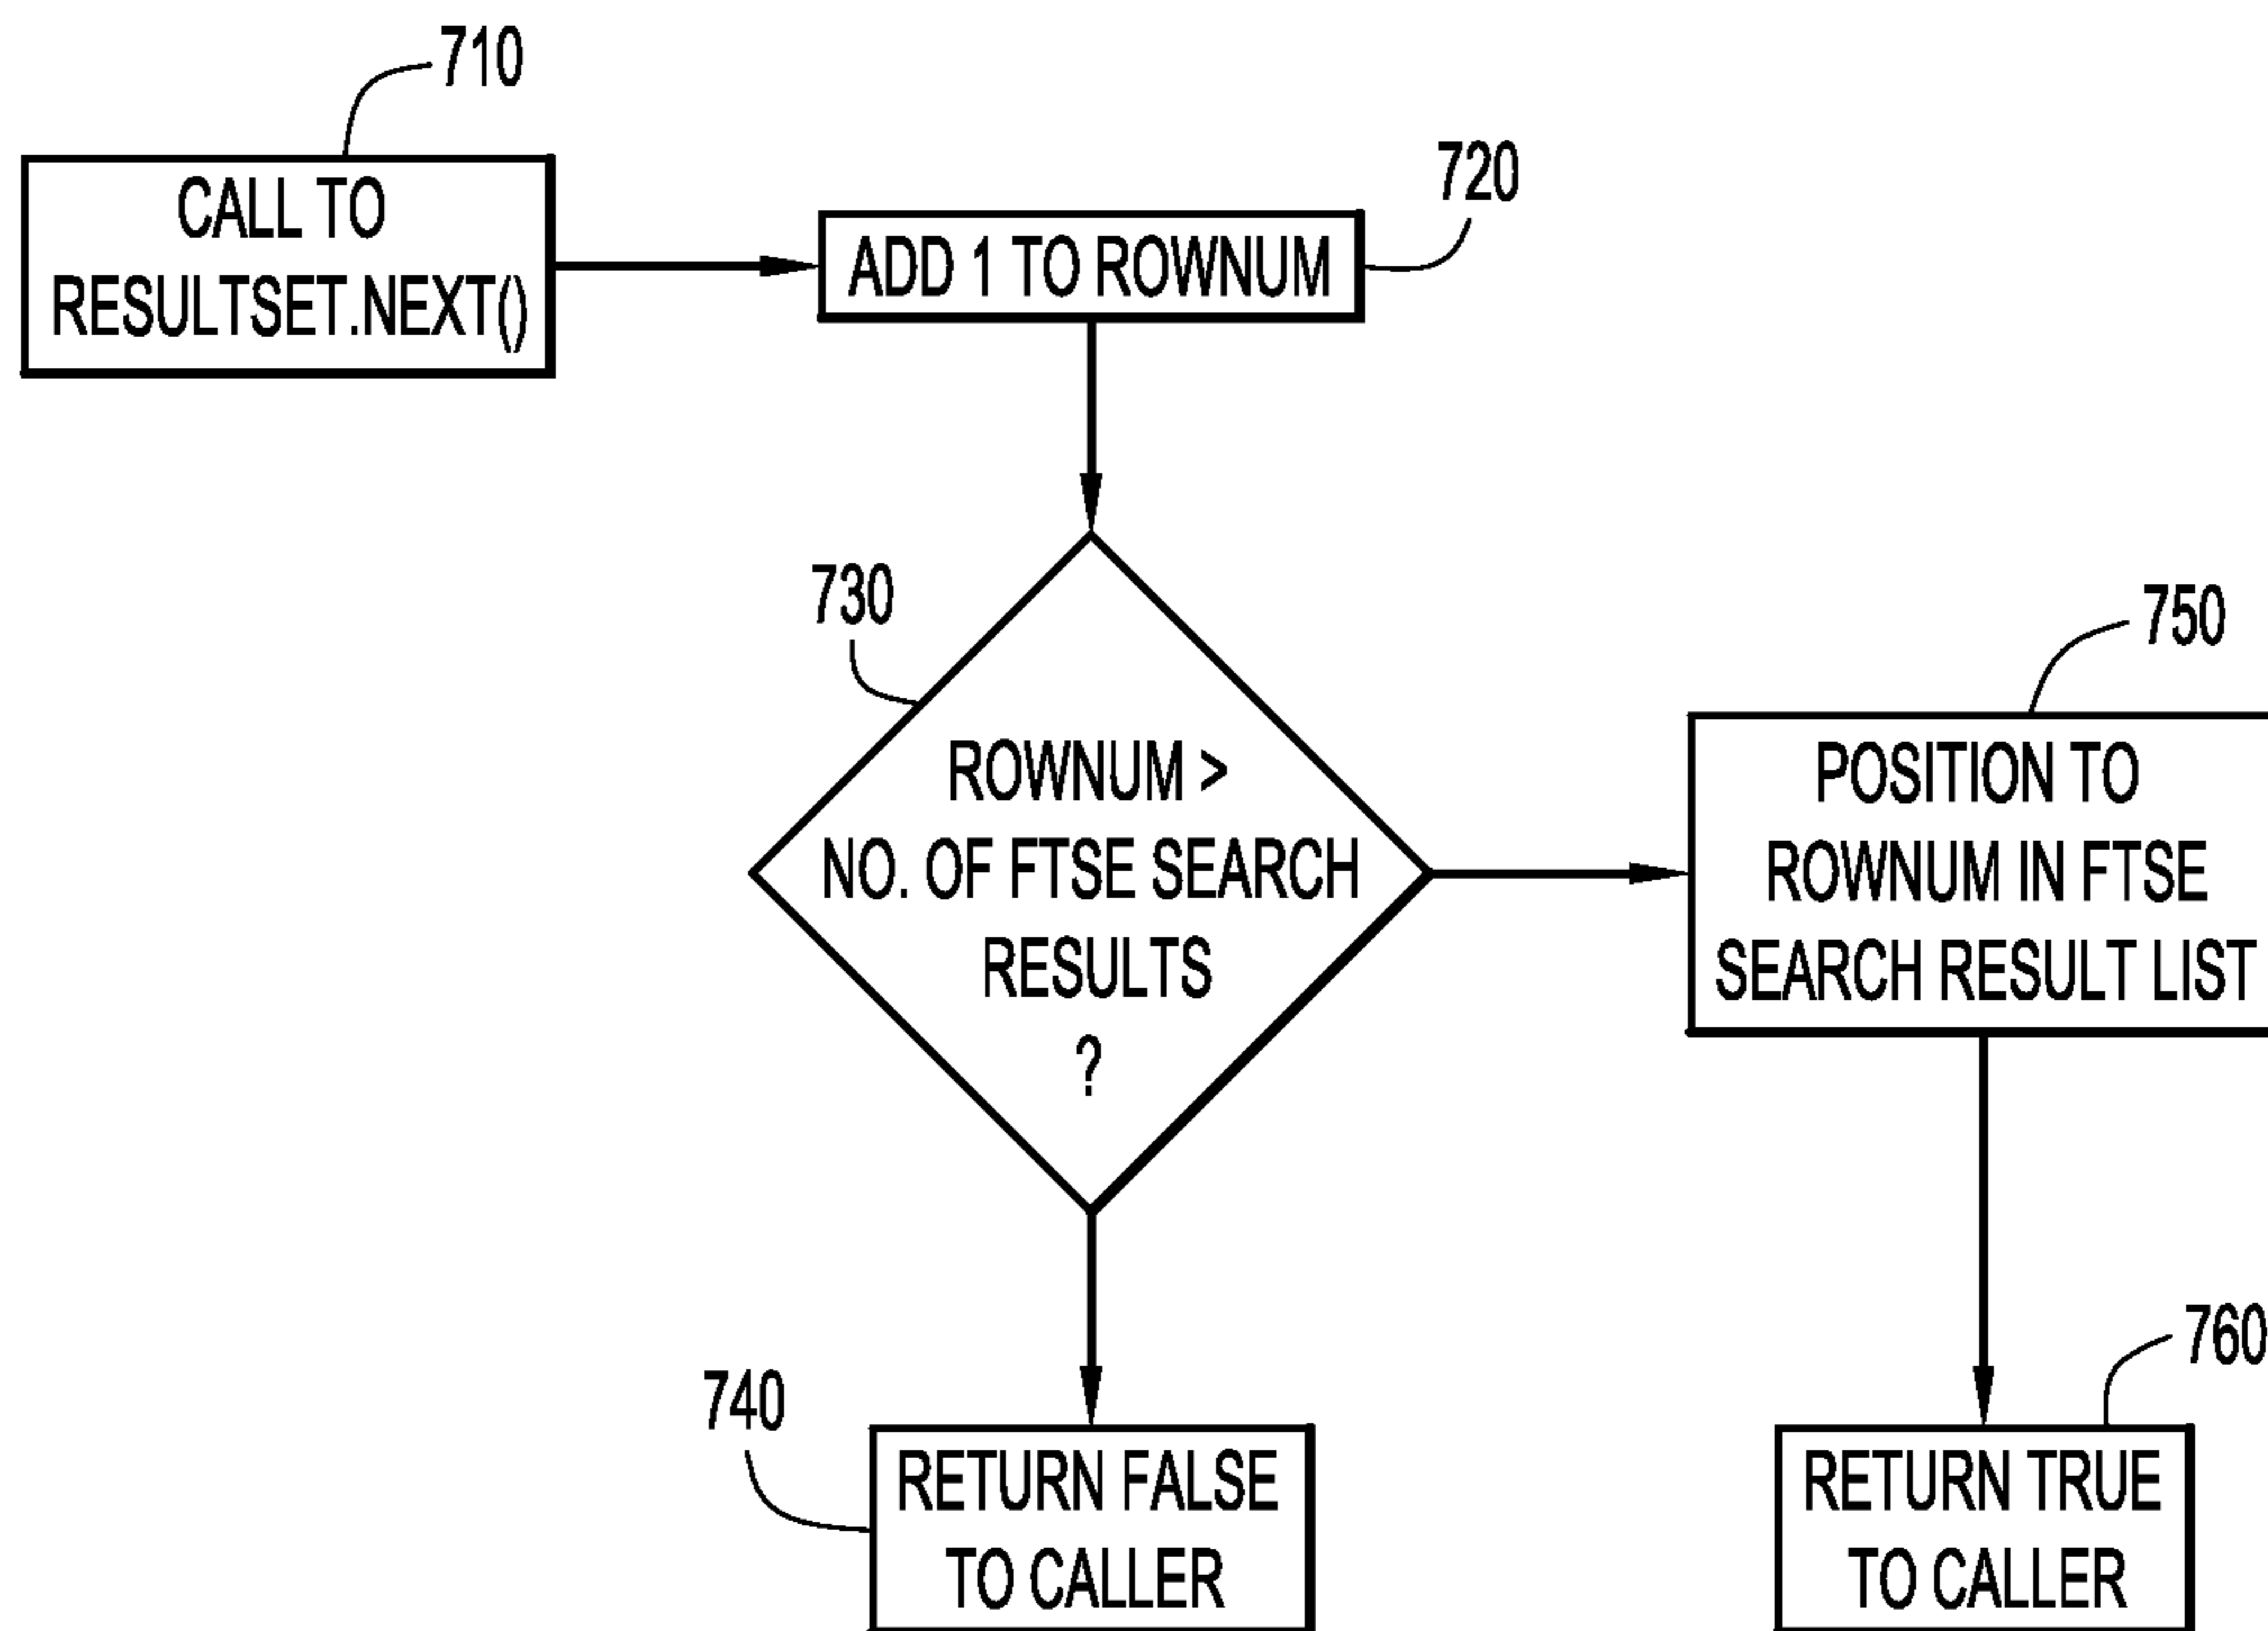 710
CALL TO
RESULTSET.NEXT()
720
ADD 1 TO ROWNUM
730
ROWNUM >
NO. OF FTSE SEARCH
RESULTS
?
750
POSITION TO
ROWNUM IN FTSE
SEARCH RESULT LIST
740
RETURN FALSE
TO CALLER
760
RETURN TRUE
TO CALLER